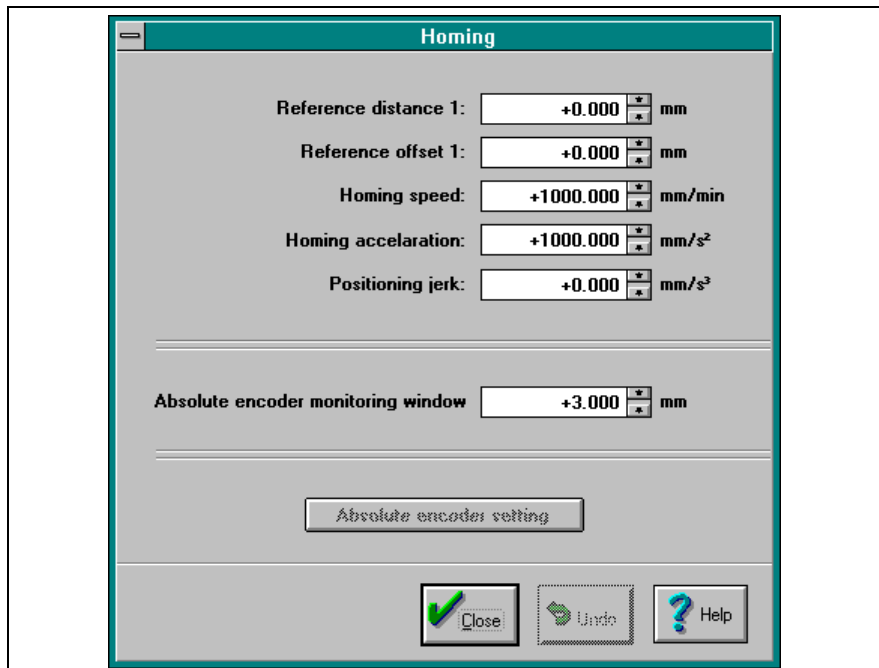 Homing
Reference distance 1: +0.000 mm
Reference offset 1: +0.000 mm
Homing speed: +1000.000 mm/min
Homing accelaration: +1000.000 mm/s²
Positioning jerk: +0.000 mm/s³
Absolute encoder monitoring window +3.000 mm
Absolute encoder setting
Close Undo Help